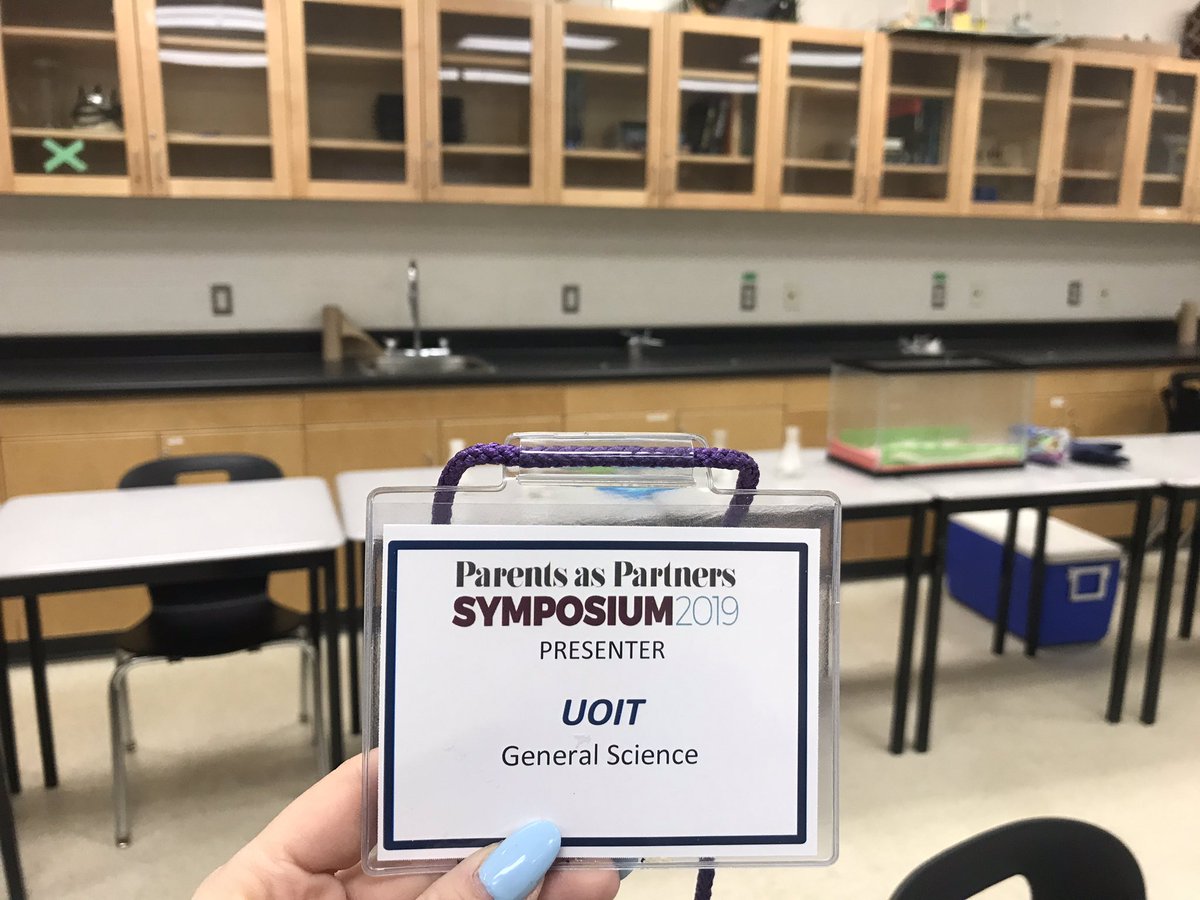 Parents as Partners
SYMPOSIUM2019
PRESENTER
UOIT
General Science